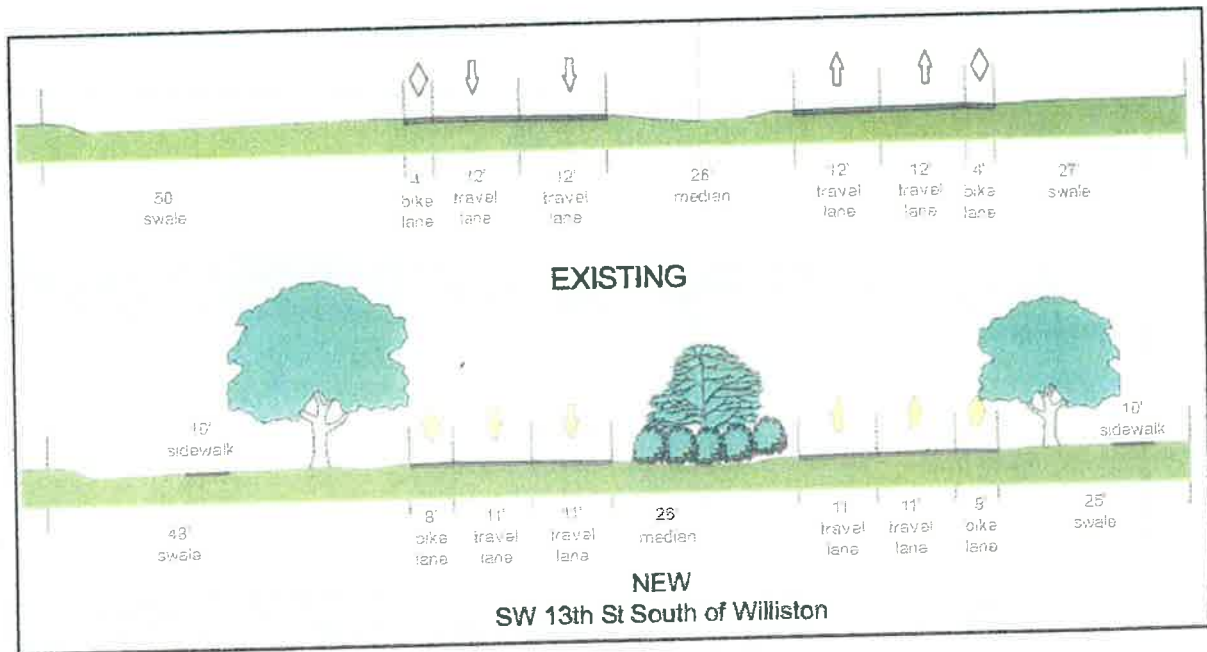 50'
swale
4'
bike
lane
12'
travel
lane
12'
travel
lane
26'
median
12'
travel
lane
12'
travel
lane
4'
bike
lane
27'
swale
EXISTING
10'
sidewalk
10'
sidewalk
48'
swale
bike
lane
11'
travel
lane
11'
travel
lane
26'
median
11'
travel
lane
11'
travel
lane
bike
lane
25'
swale
NEW
SW 13th St South of Williston